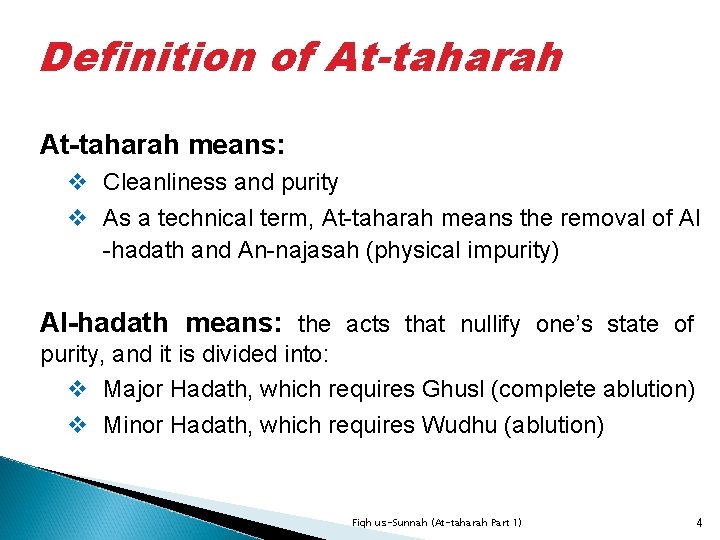 Definition of At-taharah
At-taharah means:
❖ Cleanliness and purity
❖ As a technical term, At-taharah means the removal of Al
-hadath and An-najasah (physical impurity)
Al-hadath means: the acts that nullify one's state of
purity, and it is divided into:
❖ Major Hadath, which requires Ghusl (complete ablution)
❖ Minor Hadath, which requires Wudhu (ablution)
Fiqh us-Sunnah (At-taharah Part 1)
4